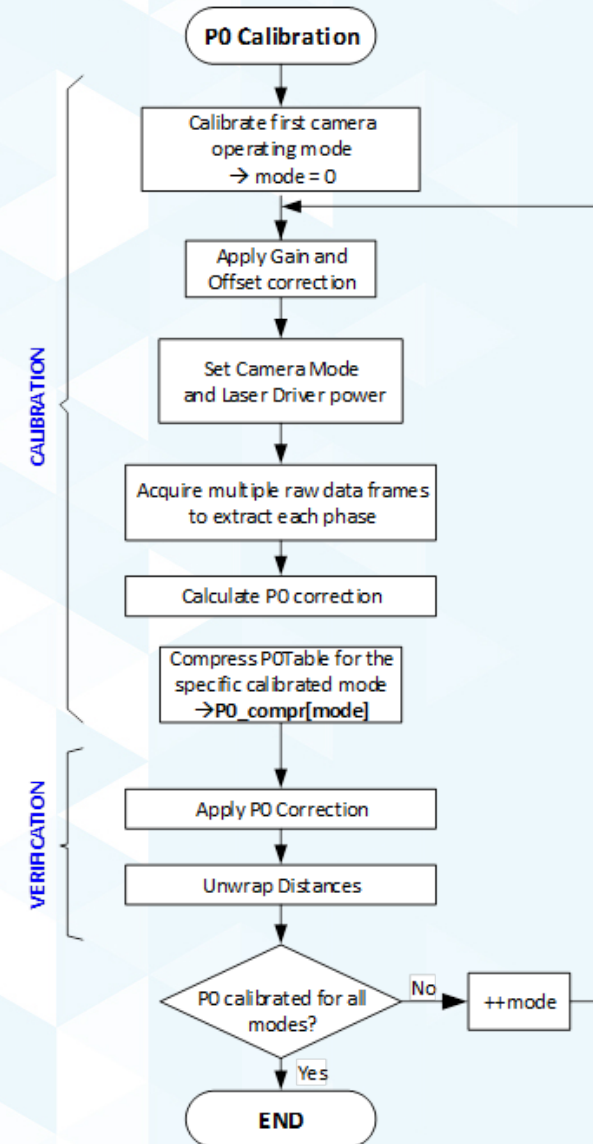 P0 Calibration
Calibrate first camera
operating mode
→ mode = 0
Apply Gain and
Offset correction
Set Camera Mode
and Laser Driver power
Acquire multiple raw data frames
to extract each phase
Calculate P0 correction
Compress P0Table for the
specific calibrated mode
→P0_compr[mode]
CALIBRATION
Apply P0 Correction
Unwrap Distances
VERIFICATION
P0 calibrated for all
modes?
No
++mode
Yes
END